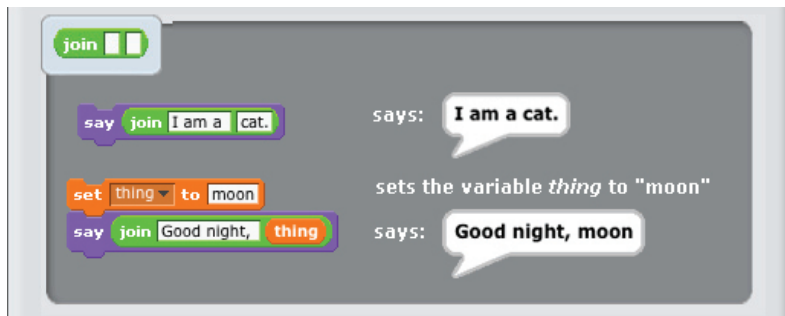 join
say join I am a cat. says: I am a cat.
set thing to moon sets the variable thing to "moon"
say join Good night, thing says: Good night, moon